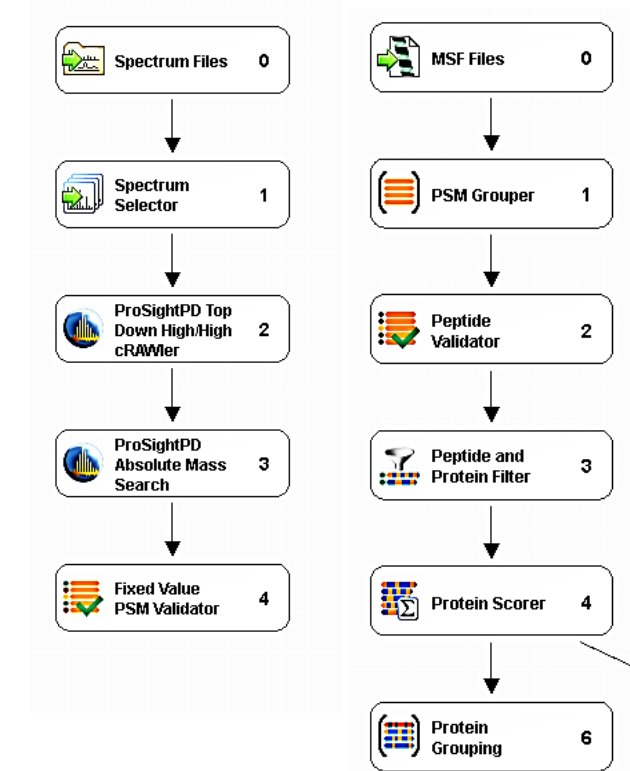 Spectrum Files 0
Spectrum
Selector 1
ProSightPD Top
Down High/High 2
cRAWler
ProSightPD
Absolute Mass 3
Search
Fixed Value
PSM Validator 4
MSF Files 0
PSM Grouper 1
Peptide
Validator 2
Peptide and
Protein Filter 3
Protein Scorer 4
Protein
Grouping 6